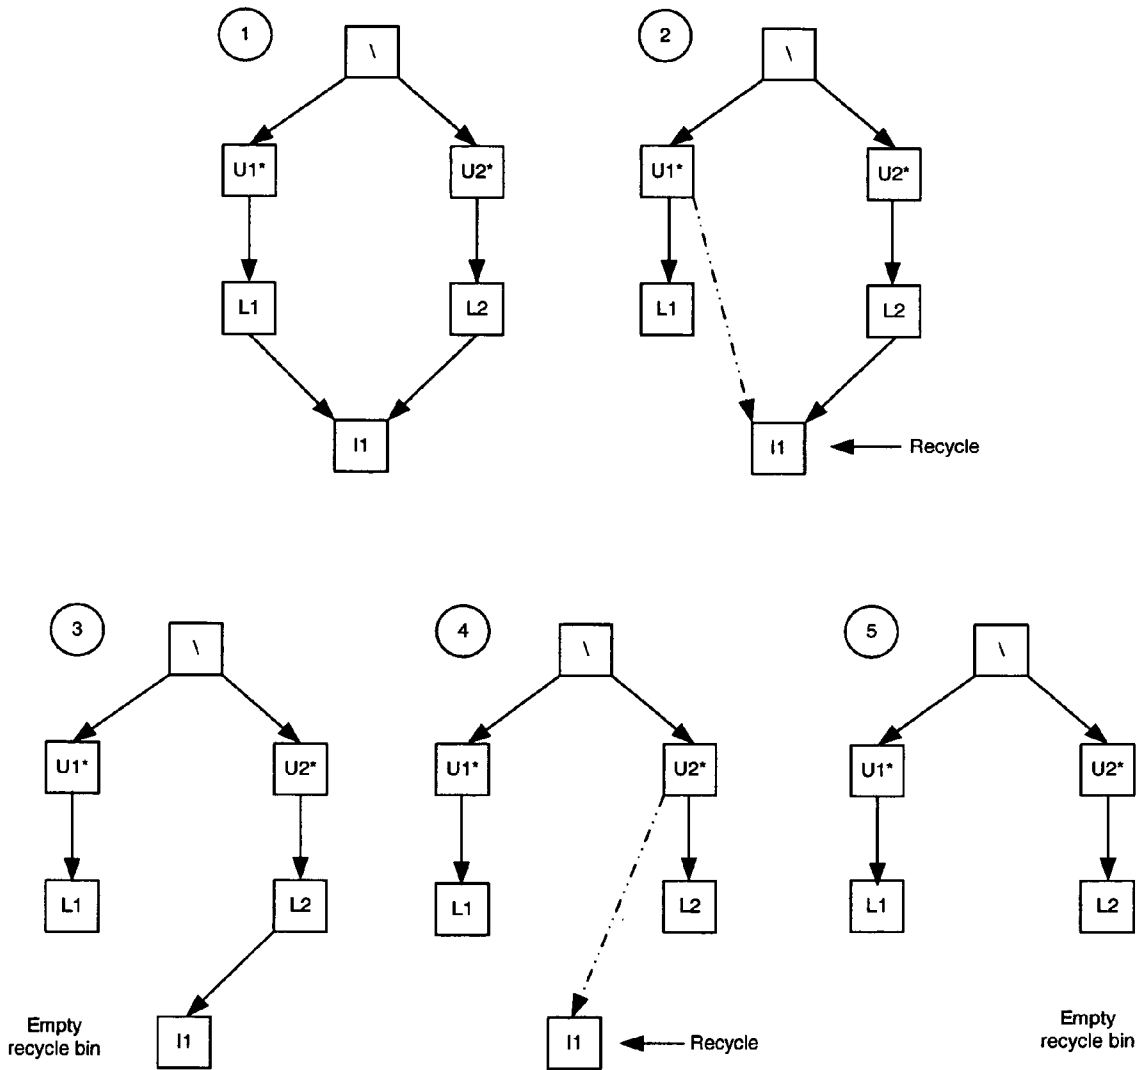 1
\
2
\
U1*
U2*
U1*
U2*
L1
L2
L1
L2
I1
I1
Recycle
3
\
4
\
5
\
U1*
U2*
U1*
U2*
U1*
U2*
L1
L2
L1
L2
L1
L2
Empty
recycle bin
I1
I1
Recycle
Empty
recycle bin